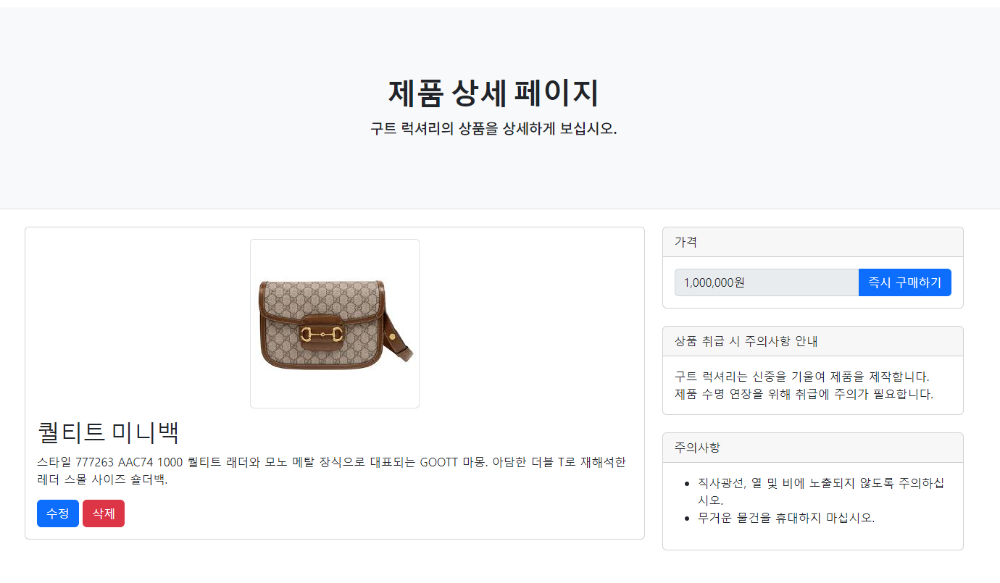 제품 상세 페이지
구트 럭셔리의 상품을 상세하게 보십시오.
퀄티트 미니백
스타일 777263 AAC74 1000 퀄티트 래더와 모노 메탈 장식으로 대표되는 GOOTT 마몽. 아담한 더블 T로 재해석한
레더 스몰 사이즈 숄더백.
수정 삭제
가격
1,000,000원 즉시 구매하기
상품 취급 시 주의사항 안내
구트 럭셔리는 신중을 기울여 제품을 제작합니다.
제품 수명 연장을 위해 취급에 주의가 필요합니다.
주의사항
직사광선, 열 및 비에 노출되지 않도록 주의하십
시오.
무거운 물건을 휴대하지 마십시오.